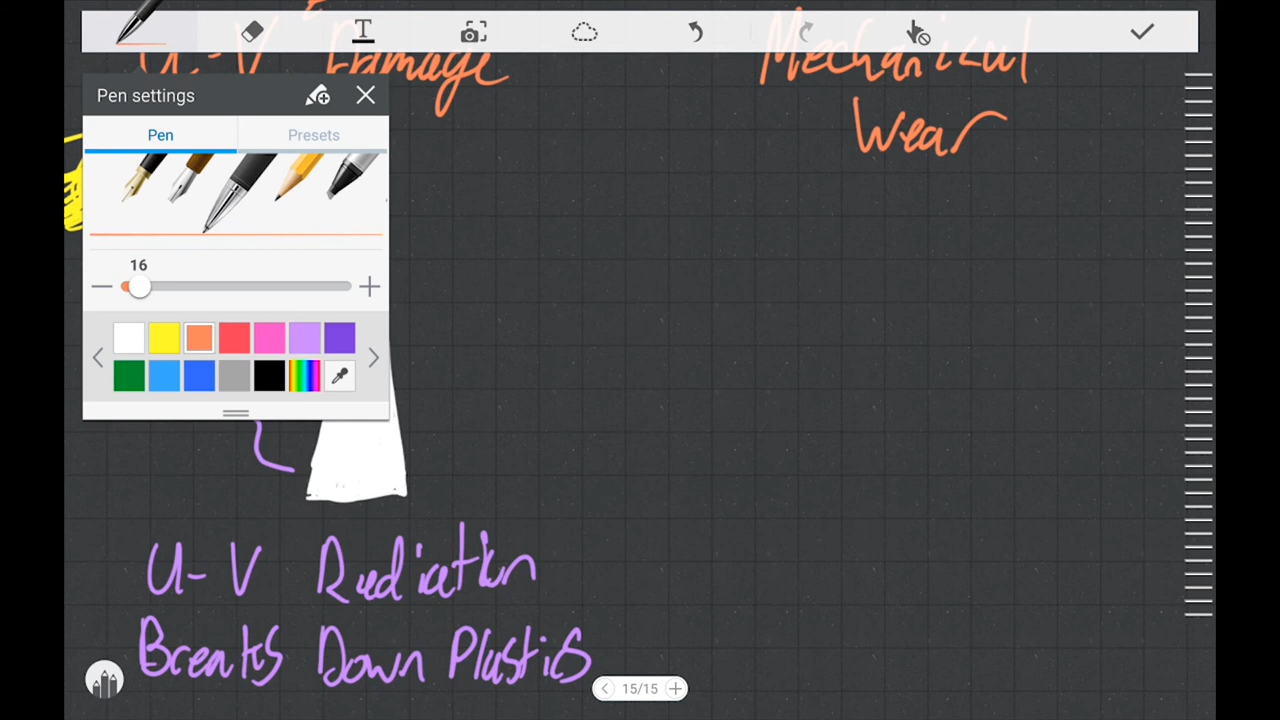 T
U-V Damage
Mechanical
Wear
Pen settings
Pen
Presets
16
U-V Radiation
Breaks Down Plastics
15/15